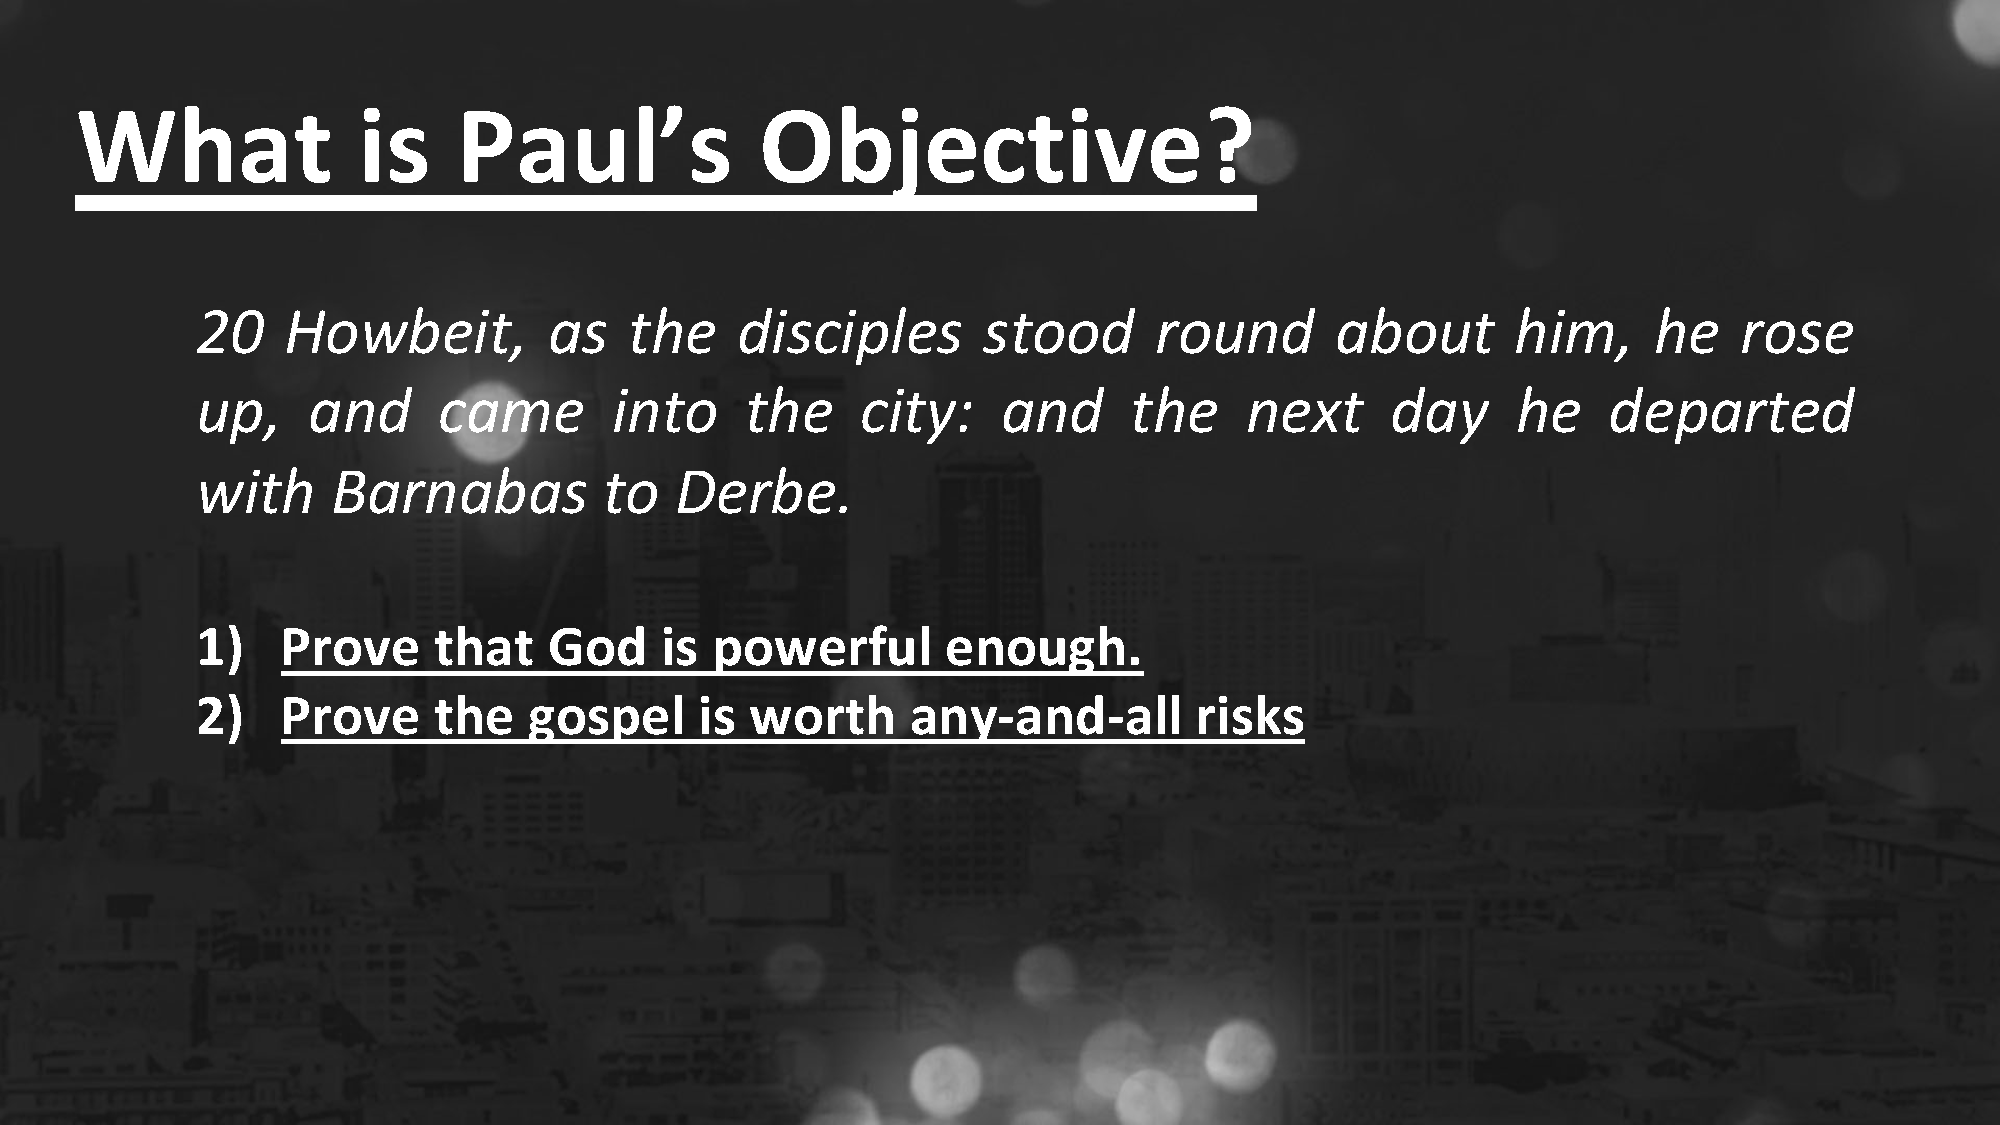 What is Paul’s Objective?
20 Howbeit, as the disciples stood round about him, he rose
up, and came into the city: and the next day he departed
with Barnabas to Derbe.
1) Prove that God is powerful enough.
2) Prove the gospel is worth any-and-all risks